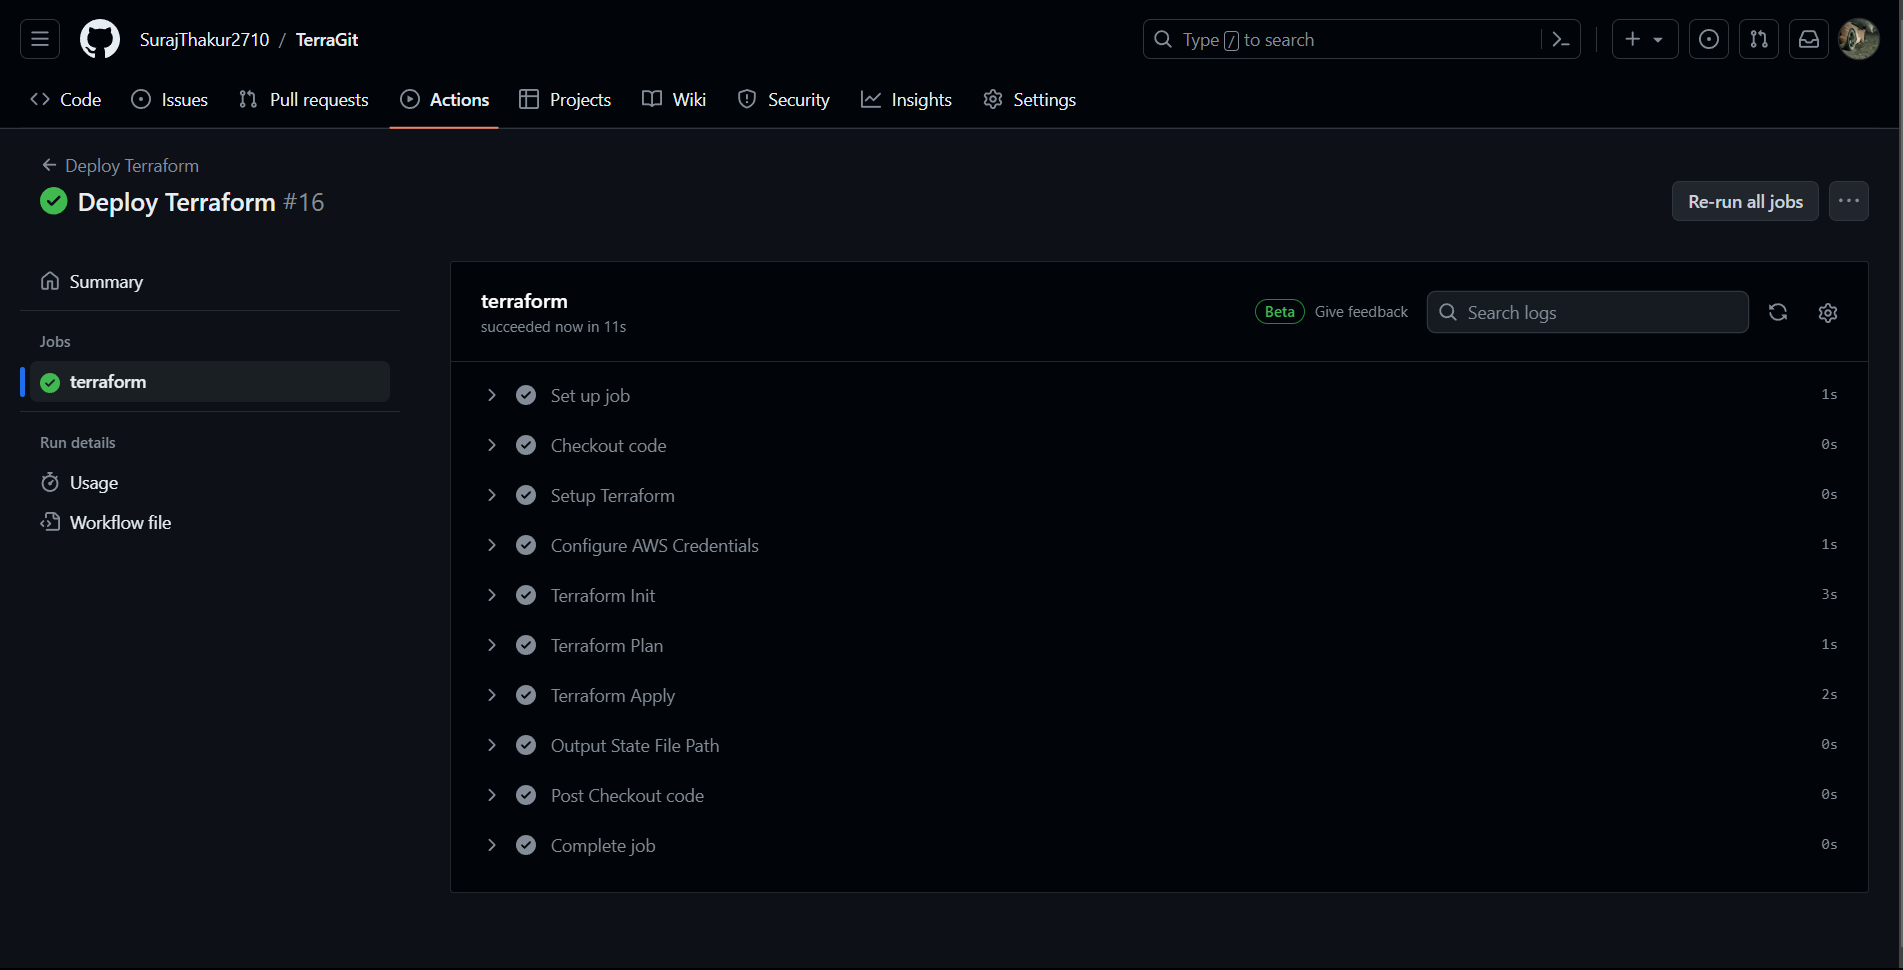 SurajThakur2710 / TerraGit
Type / to search
Code Issues Pull requests Actions Projects Wiki Security Insights Settings
Deploy Terraform
Deploy Terraform #16
Re-run all jobs
Summary
Jobs
terraform
Run details
Usage
Workflow file
terraform
succeeded now in 11s
Beta Give feedback
Search logs
Set up job 1s
Checkout code 0s
Setup Terraform 0s
Configure AWS Credentials 1s
Terraform Init 3s
Terraform Plan 1s
Terraform Apply 2s
Output State File Path 0s
Post Checkout code 0s
Complete job 0s